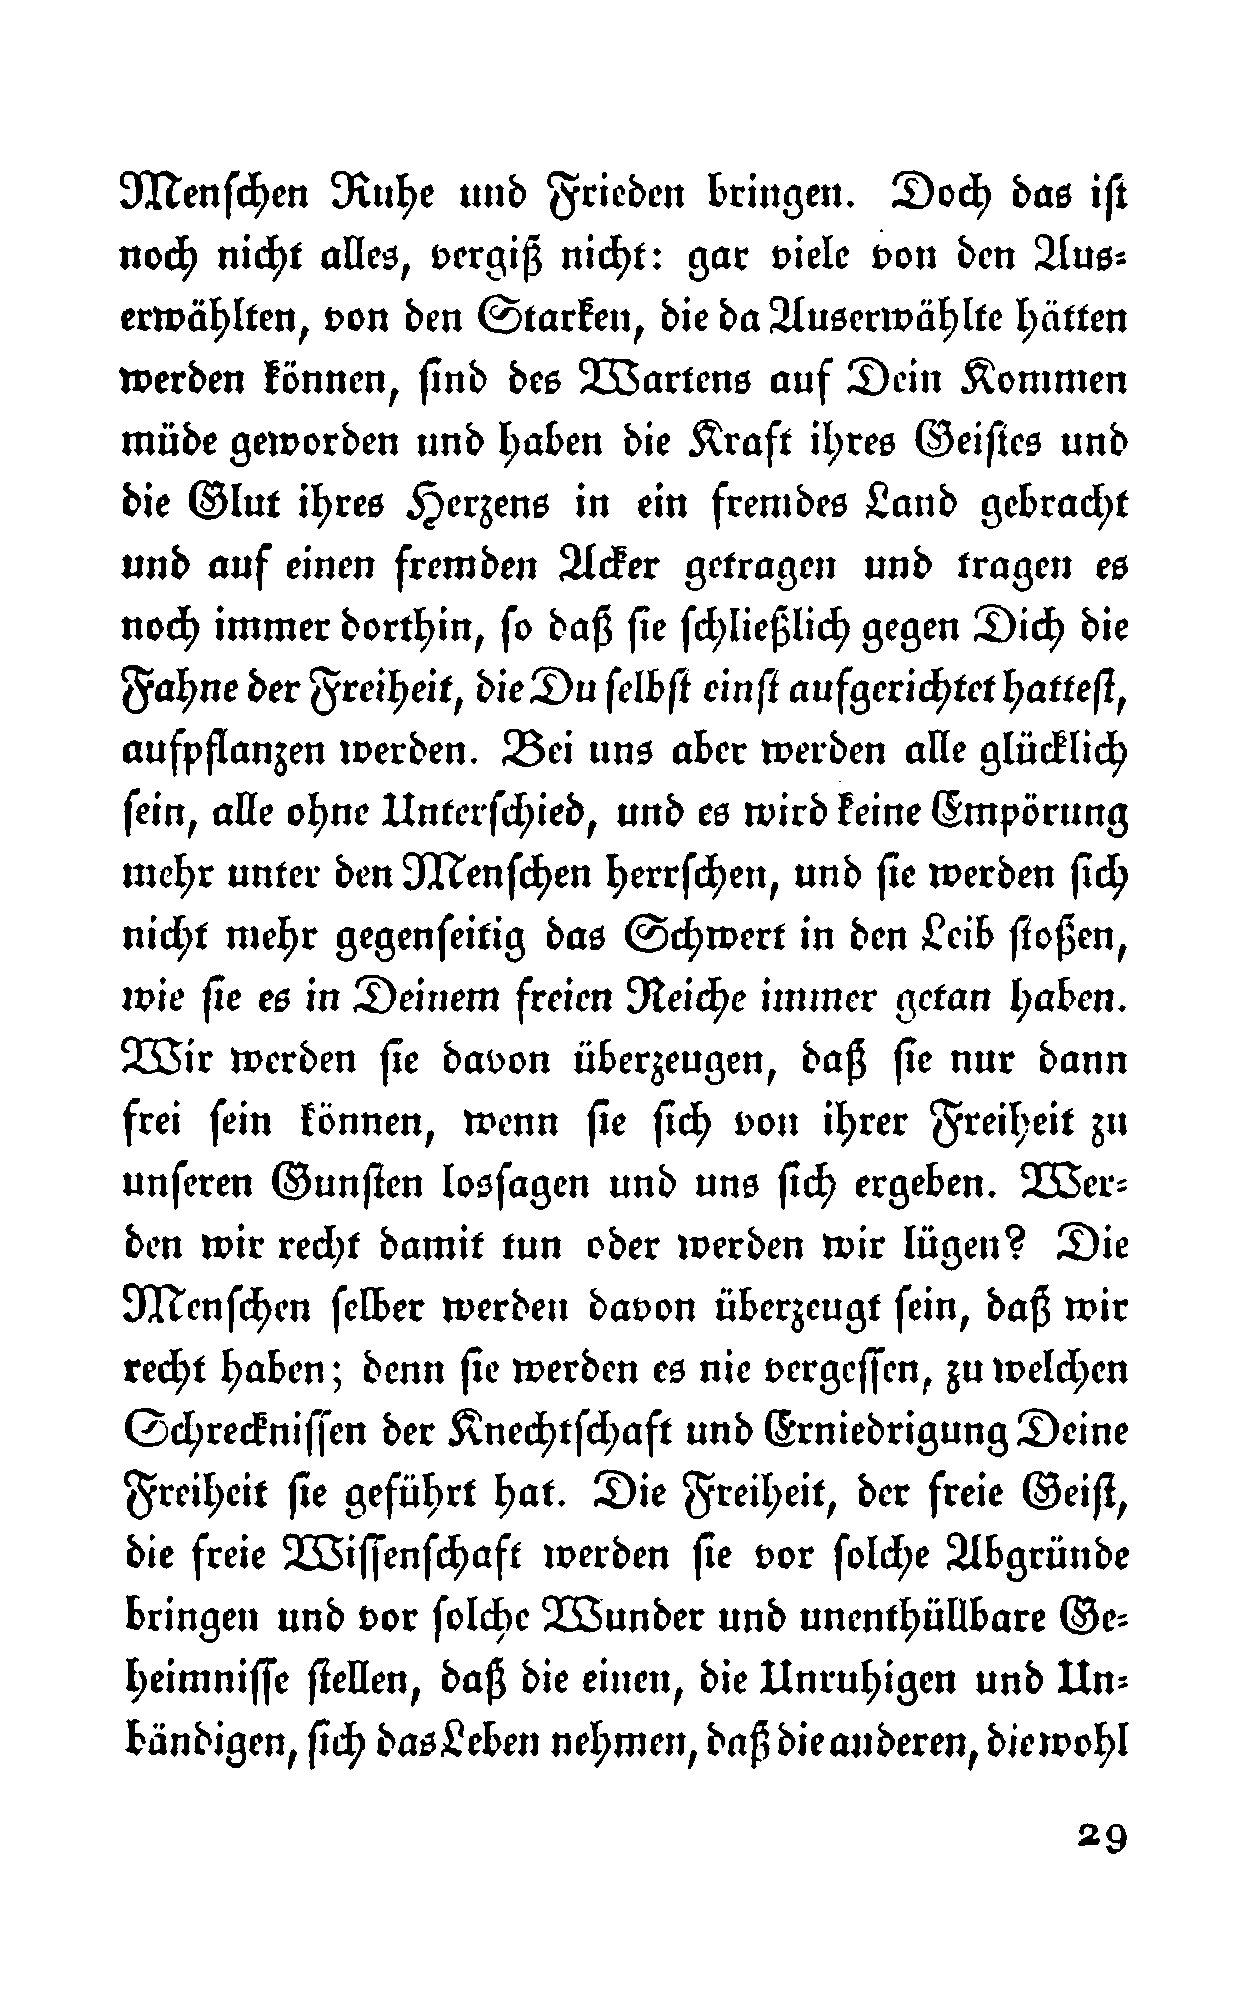 Menschen Ruhe und Frieden bringen. Doch das ist
noch nicht alles, vergiß nicht: gar viele von den Aus-
erwählten, von den Starken, die da Auserwählte hätten
werden können, sind des Wartens auf Dein Kommen
müde geworden und haben die Kraft ihres Geistes und
die Glut ihres Herzens in ein fremdes Land gebracht
und auf einen fremden Acker getragen und tragen es
noch immer dorthin, so daß sie schließlich gegen Dich die
Fahne der Freiheit, die Du selbst einst aufgerichtet hattest,
aufpflanzen werden. Bei uns aber werden alle glücklich
sein, alle ohne Unterschied, und es wird keine Empörung
mehr unter den Menschen herrschen, und sie werden sich
nicht mehr gegenseitig das Schwert in den Leib stoßen,
wie sie es in Deinem freien Reiche immer getan haben.
Wir werden sie davon überzeugen, daß sie nur dann
frei sein können, wenn sie sich von ihrer Freiheit zu
unseren Gunsten lossagen und uns sich ergeben. Wer-
den wir recht damit tun oder werden wir lügen? Die
Menschen selber werden davon überzeugt sein, daß wir
recht haben; denn sie werden es nie vergessen, zu welchen
Schrecknissen der Knechtschaft und Erniedrigung Deine
Freiheit sie geführt hat. Die Freiheit, der freie Geist,
die freie Wissenschaft werden sie vor solche Abgründe
bringen und vor solche Wunder und unenthüllbare Ge-
heimnisse stellen, daß die einen, die Unruhigen und Un-
bändigen, sich das Leben nehmen, daß die anderen, die wohl
29